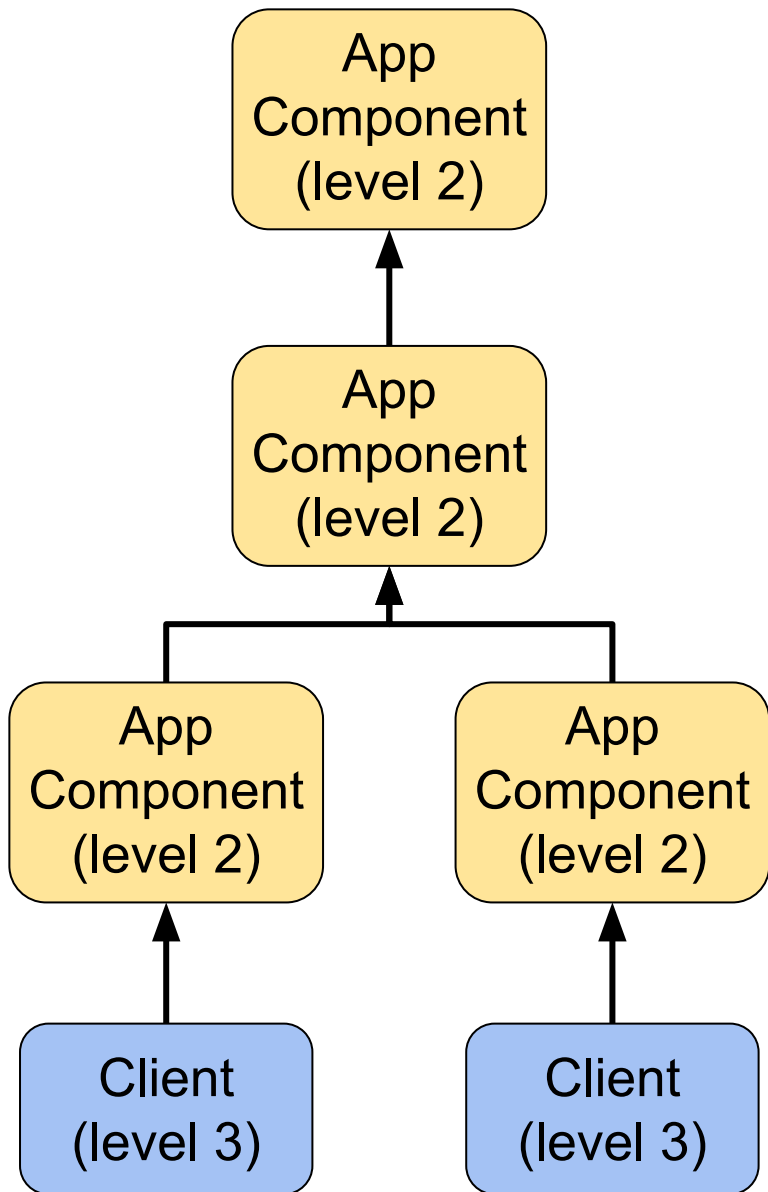 App
Component
(level 2)
App
Component
(level 2)
App
Component
(level 2)
App
Component
(level 2)
Client
(level 3)
Client
(level 3)